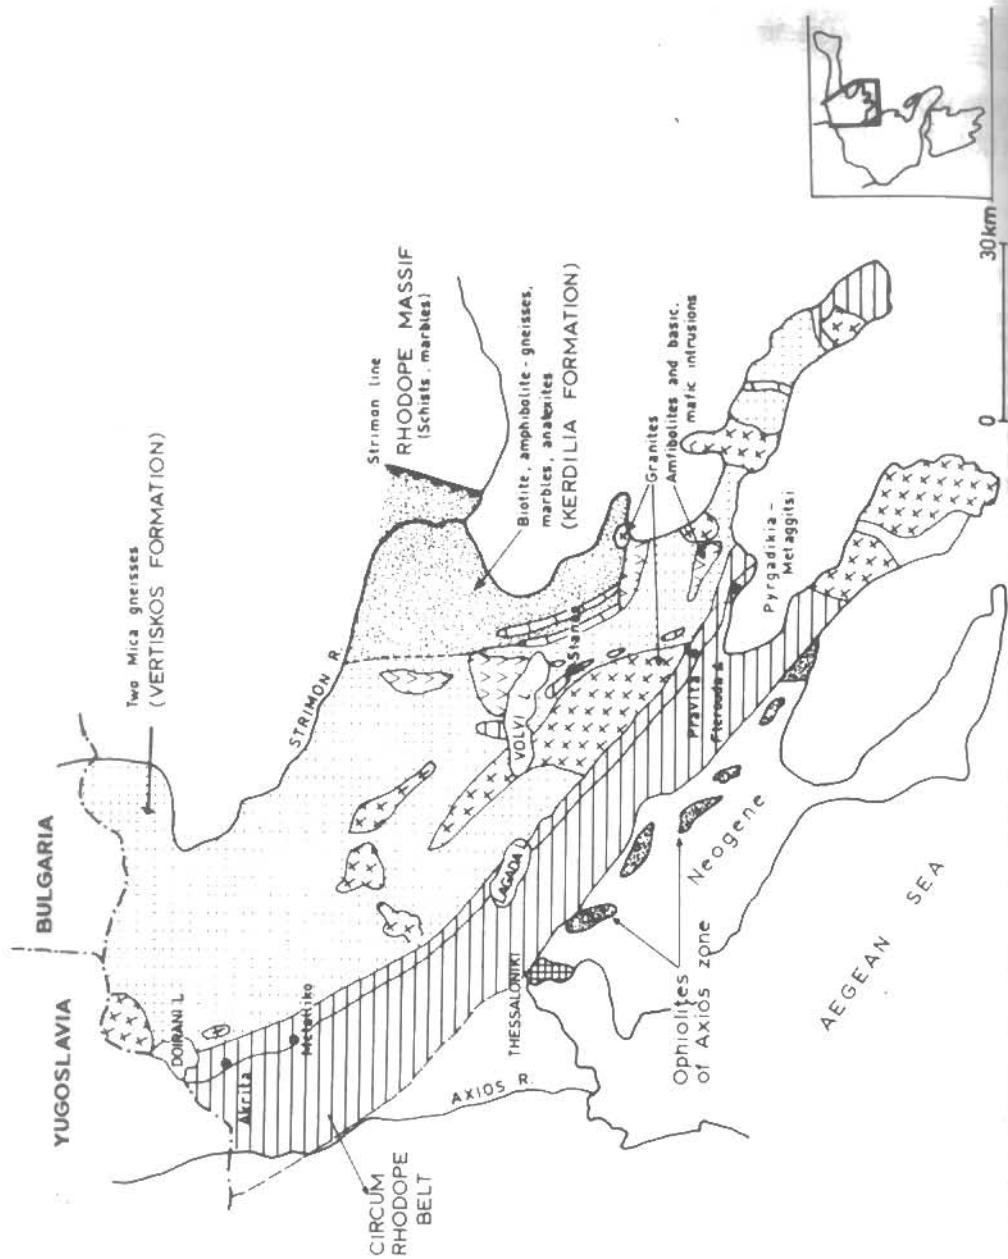 YUGOSLAVIA
BULGARIA
Two Mica gneisses
(VERTISKOS FORMATION)
Strimon line
RHODOPE MASSIF
(Schists, marbles)
Biotite, amphibolite - gneisses,
marbles, anatexites
(KERDILIA FORMATION)
Granites
Amfibolites and basic,
mafic intrusions
STRIMON R.
DOIRANI L.
Akrita
Metalliko
CIRCUM
RHODOPE
BELT
AXIOS R.
THESSALONIKI
LAGADA L.
VOLVI L.
Stanos
Pravita
Pterouda
Pyrgadikia -
Metaggitsi
Neogene
Ophiolites
of Axios zone
AEGEAN SEA
0
30km